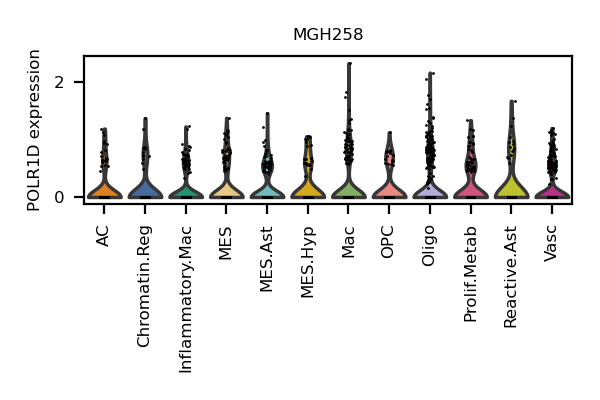 MGH258
POLR1D expression
2
0
AC
Chromatin.Reg
Inflammatory.Mac
MES
MES.Ast
MES.Hyp
Mac
OPC
Oligo
Prolif.Metab
Reactive.Ast
Vasc